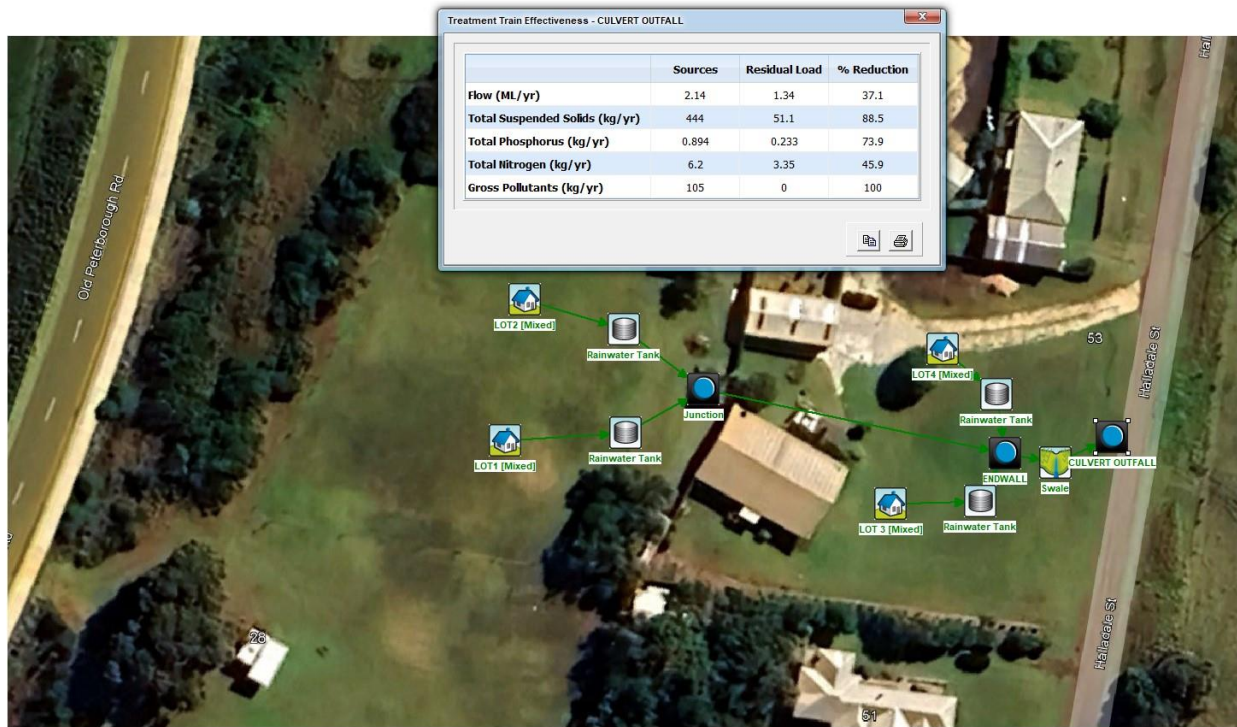 Treatment Train Effectiveness - CULVERT OUTFALL
Sources Residual Load % Reduction
Flow (ML/yr) 2.14 1.34 37.1
Total Suspended Solids (kg/yr) 444 51.1 88.5
Total Phosphorus (kg/yr) 0.894 0.233 73.9
Total Nitrogen (kg/yr) 6.2 3.35 45.9
Gross Pollutants (kg/yr) 105 0 100
Old Peterborough Rd
LOT2 [Mixed]
Rainwater Tank
Junction
LOT1 [Mixed]
Rainwater Tank
53
LOT4 [Mixed]
Rainwater Tank
Halladale St
CULVERT OUTFALL
ENDWALL
Swale
LOT 3 [Mixed]
Rainwater Tank
Halladale St
28
51